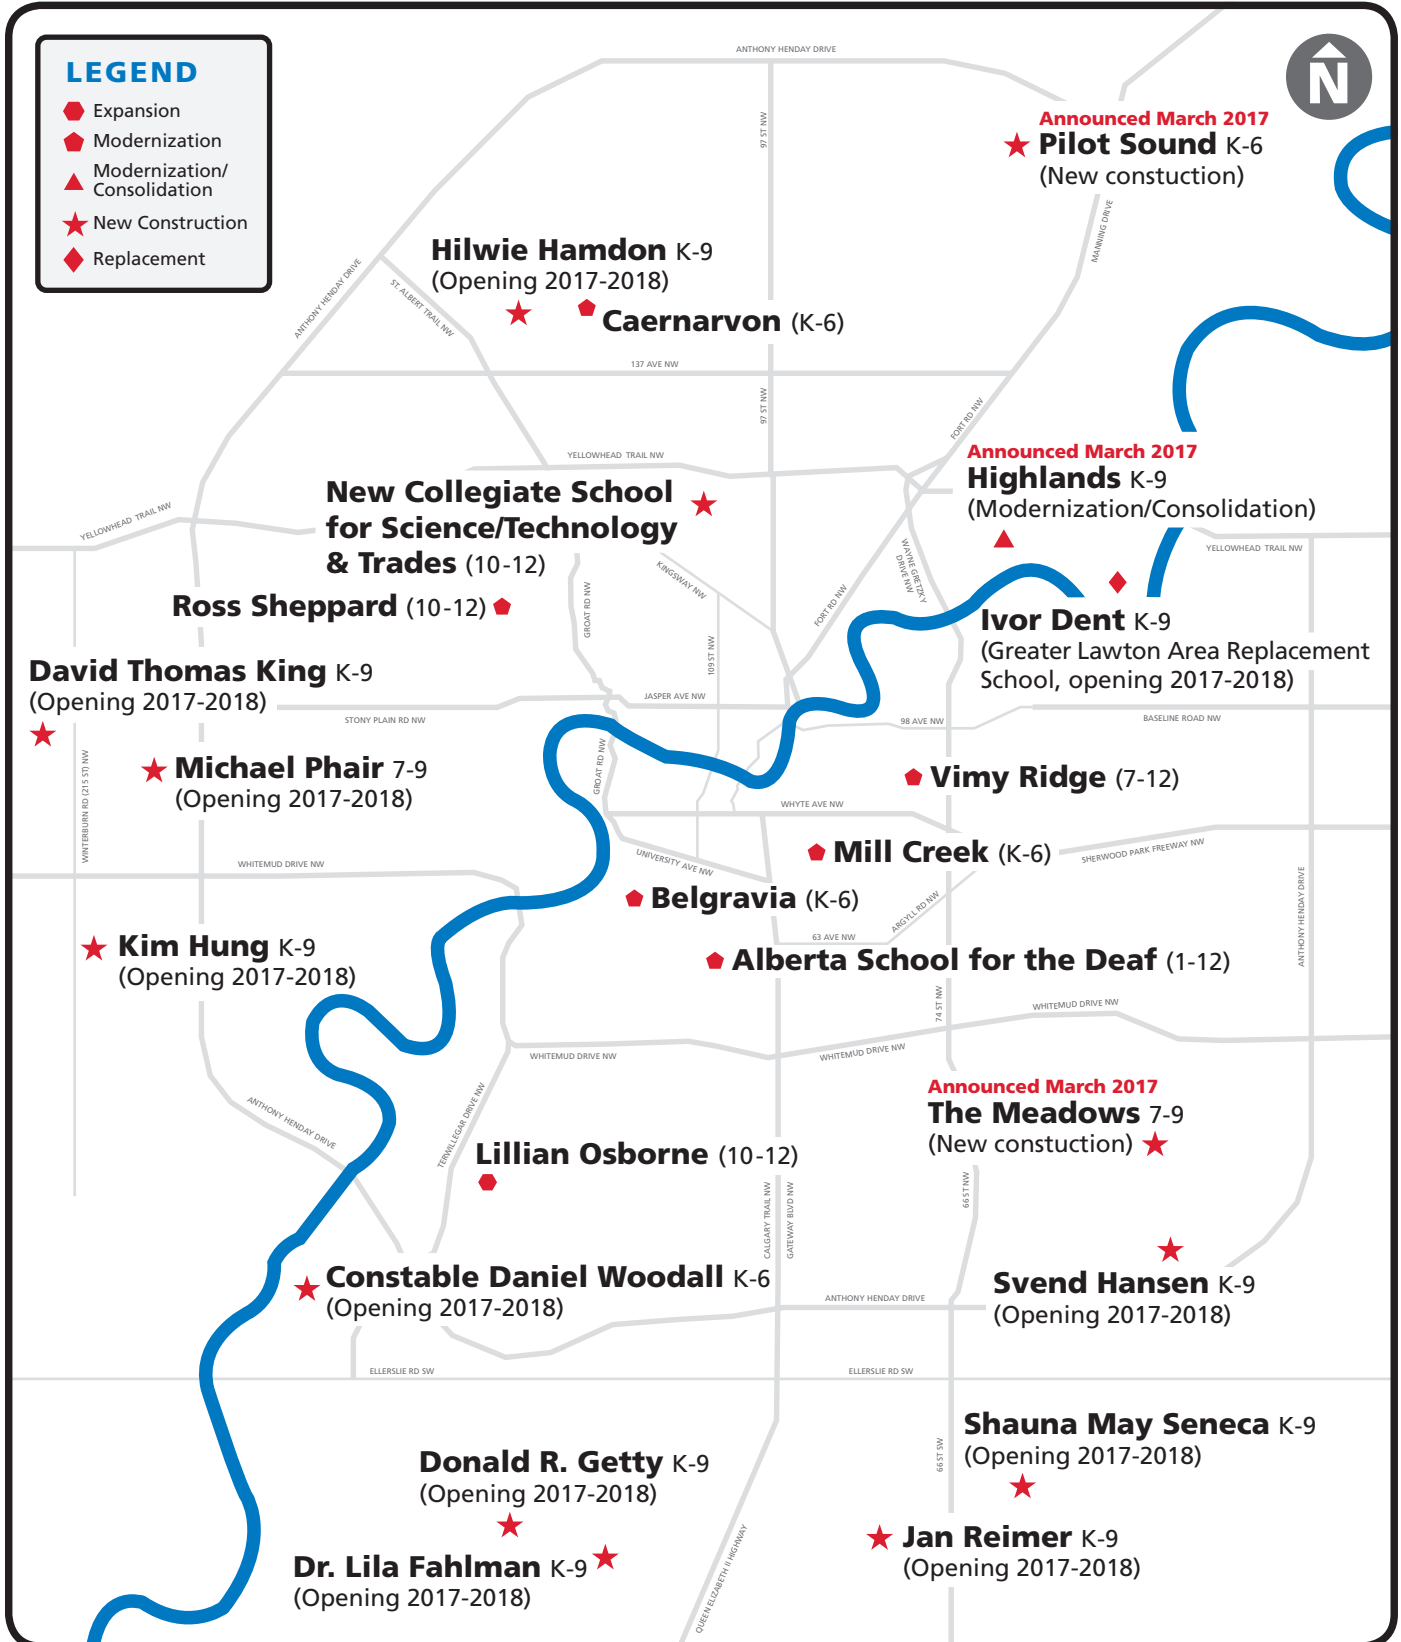 LEGEND
Expansion
Modernization
Modernization/
Consolidation
New Construction
Replacement
N
ANTHONY HENDAY DRIVE
97 ST NW
Announced March 2017
Pilot Sound K-6
(New constuction)
MANNING DRIVE
Hilwie Hamdon K-9
(Opening 2017-2018)
Caernarvon (K-6)
ANTHONY HENDAY DRIVE
ST. ALBERT TRAIL NW
137 AVE NW
97 ST NW
FORT RD NW
YELLOWHEAD TRAIL NW
Announced March 2017
Highlands K-9
(Modernization/Consolidation)
New Collegiate School
for Science/Technology
& Trades (10-12)
YELLOWHEAD TRAIL NW
YELLOWHEAD TRAIL NW
WAYNE GRETZKY
DRIVE NW
KINGSWAY NW
FORT RD NW
GROAT RD NW
109 ST NW
Ross Sheppard (10-12)
Ivor Dent K-9
(Greater Lawton Area Replacement
School, opening 2017-2018)
David Thomas King K-9
(Opening 2017-2018)
JASPER AVE NW
STONY PLAIN RD NW
98 AVE NW
BASELINE ROAD NW
WINTERBURN RD (215 ST) NW
Michael Phair 7-9
(Opening 2017-2018)
GROAT RD NW
Vimy Ridge (7-12)
WHYTE AVE NW
Mill Creek (K-6)
SHERWOOD PARK FREEWAY NW
UNIVERSITY AVE NW
WHITEMUD DRIVE NW
Belgravia (K-6)
ARGYLL RD NW
63 AVE NW
ANTHONY HENDAY DRIVE
Kim Hung K-9
(Opening 2017-2018)
Alberta School for the Deaf (1-12)
74 ST NW
WHITEMUD DRIVE NW
WHITEMUD DRIVE NW
WHITEMUD DRIVE NW
Announced March 2017
The Meadows 7-9
(New constuction)
ANTHONY HENDAY DRIVE
TERWILLEGAR DRIVE NW
Lillian Osborne (10-12)
CALGARY TRAIL NW
GATEWAY BLVD NW
66 ST NW
Constable Daniel Woodall K-6
(Opening 2017-2018)
Svend Hansen K-9
(Opening 2017-2018)
ANTHONY HENDAY DRIVE
ELLERSLIE RD SW
ELLERSLIE RD SW
Shauna May Seneca K-9
(Opening 2017-2018)
66 ST SW
Donald R. Getty K-9
(Opening 2017-2018)
Jan Reimer K-9
(Opening 2017-2018)
Dr. Lila Fahlman K-9
(Opening 2017-2018)
QUEEN ELIZABETH II HIGHWAY